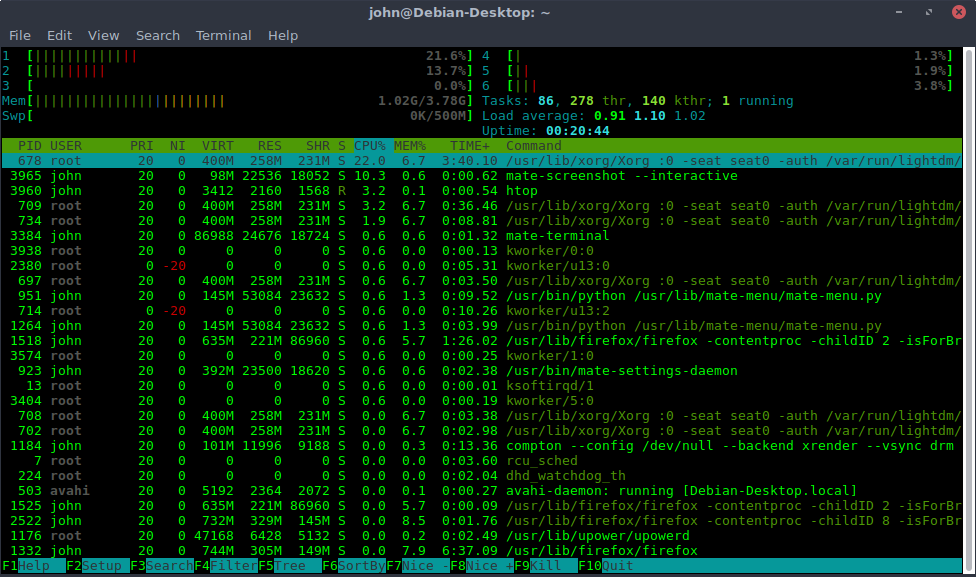 john@Debian-Desktop: ~
File Edit View Search Terminal Help
1 [||||||||||||| 21.6%] 4 [| 1.3%]
2 [||||||||| 13.7%] 5 [|| 1.9%]
3 [ 0.0%] 6 [||| 3.8%]
Mem[|||||||||||||||||||||||| 1.02G/3.78G] Tasks: 86, 278 thr, 140 kthr; 1 running
Swp[ 0K/500M] Load average: 0.91 1.10 1.02
Uptime: 00:20:44
PID USER PRI NI VIRT RES SHR S CPU% MEM% TIME+ Command
678 root 20 0 400M 258M 231M S 22.0 6.7 3:40.10 /usr/lib/xorg/Xorg :0 -seat seat0 -auth /var/run/lightdm/
3965 john 20 0 98M 22536 18052 S 10.3 0.6 0:00.62 mate-screenshot --interactive
3960 john 20 0 3412 2160 1568 R 3.2 0.1 0:00.54 htop
709 root 20 0 400M 258M 231M S 3.2 6.7 0:36.46 /usr/lib/xorg/Xorg :0 -seat seat0 -auth /var/run/lightdm/
734 root 20 0 400M 258M 231M S 1.9 6.7 0:08.81 /usr/lib/xorg/Xorg :0 -seat seat0 -auth /var/run/lightdm/
3384 john 20 0 86988 24676 18724 S 0.6 0.6 0:01.32 mate-terminal
3938 root 20 0 0 0 0 S 0.6 0.0 0:00.13 kworker/0:0
2380 root 0 -20 0 0 0 S 0.6 0.0 0:05.31 kworker/u13:0
697 root 20 0 400M 258M 231M S 0.6 6.7 0:03.50 /usr/lib/xorg/Xorg :0 -seat seat0 -auth /var/run/lightdm/
951 john 20 0 145M 53084 23632 S 0.6 1.3 0:09.52 /usr/bin/python /usr/lib/mate-menu/mate-menu.py
714 root 0 -20 0 0 0 S 0.6 0.0 0:10.26 kworker/u13:2
1264 john 20 0 145M 53084 23632 S 0.6 1.3 0:03.99 /usr/bin/python /usr/lib/mate-menu/mate-menu.py
1518 john 20 0 635M 221M 86960 S 0.6 5.7 1:26.02 /usr/lib/firefox/firefox -contentproc -childID 2 -isForBr
3574 root 20 0 0 0 0 S 0.6 0.0 0:00.25 kworker/1:0
923 john 20 0 392M 23500 18620 S 0.6 0.6 0:02.38 /usr/bin/mate-settings-daemon
13 root 20 0 0 0 0 S 0.6 0.0 0:00.01 ksoftirqd/1
3404 root 20 0 0 0 0 S 0.6 0.0 0:00.19 kworker/5:0
708 root 20 0 400M 258M 231M S 0.0 6.7 0:03.38 /usr/lib/xorg/Xorg :0 -seat seat0 -auth /var/run/lightdm/
702 root 20 0 400M 258M 231M S 0.0 6.7 0:02.98 /usr/lib/xorg/Xorg :0 -seat seat0 -auth /var/run/lightdm/
1184 john 20 0 101M 11996 9188 S 0.0 0.3 0:13.36 compton --config /dev/null --backend xrender --vsync drm
7 root 20 0 0 0 0 S 0.0 0.0 0:03.60 rcu_sched
224 root 20 0 0 0 0 S 0.0 0.0 0:02.04 dhd_watchdog_th
503 avahi 20 0 5192 2364 2072 S 0.0 0.1 0:00.27 avahi-daemon: running [Debian-Desktop.local]
1525 john 20 0 635M 221M 86960 S 0.0 5.7 0:00.09 /usr/lib/firefox/firefox -contentproc -childID 2 -isForBr
2522 john 20 0 732M 329M 145M S 0.0 8.5 0:01.76 /usr/lib/firefox/firefox -contentproc -childID 8 -isForBr
1176 root 20 0 47168 6428 5132 S 0.0 0.2 0:02.49 /usr/lib/upower/upowerd
1332 john 20 0 744M 305M 149M S 0.0 7.9 6:37.09 /usr/lib/firefox/firefox
F1Help F2Setup F3SearchF4FilterF5Tree F6SortByF7Nice -F8Nice +F9Kill F10Quit